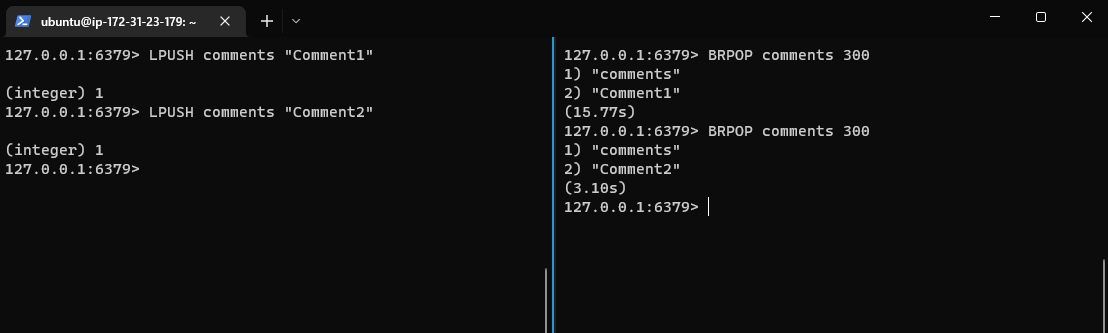 ubuntu@ip-172-31-23-179: ~
127.0.0.1:6379> LPUSH comments "Comment1"
(integer) 1
127.0.0.1:6379> LPUSH comments "Comment2"
(integer) 1
127.0.0.1:6379>
127.0.0.1:6379> BRPOP comments 300
1) "comments"
2) "Comment1"
(15.77s)
127.0.0.1:6379> BRPOP comments 300
1) "comments"
2) "Comment2"
(3.10s)
127.0.0.1:6379>